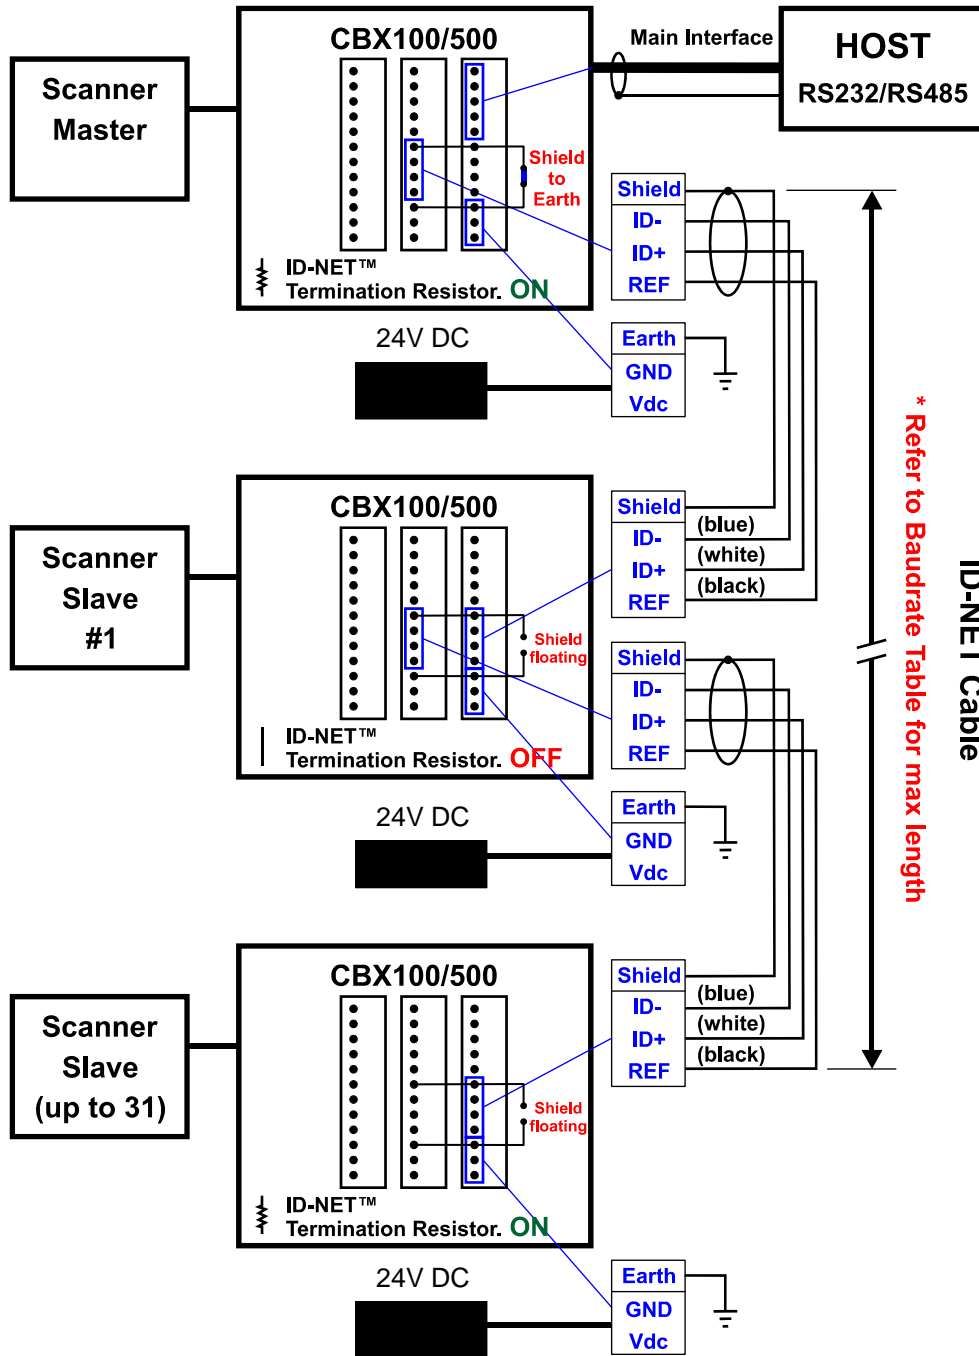 CBX100/500
Main Interface
HOST
RS232/RS485
Scanner
Master
Shield
to
Earth
ID-NET™
Termination Resistor. ON
Shield
ID-
ID+
REF
24V DC
Earth
GND
Vdc
CBX100/500
Scanner
Slave
#1
Shield
floating
ID-NET™
Termination Resistor. OFF
Shield
ID- (blue)
ID+ (white)
REF (black)
Shield
ID-
ID+
REF
24V DC
Earth
GND
Vdc
* Refer to Baudrate Table for max length
ID-NET Cable
CBX100/500
Scanner
Slave
(up to 31)
Shield
floating
ID-NET™
Termination Resistor. ON
Shield
ID- (blue)
ID+ (white)
REF (black)
24V DC
Earth
GND
Vdc